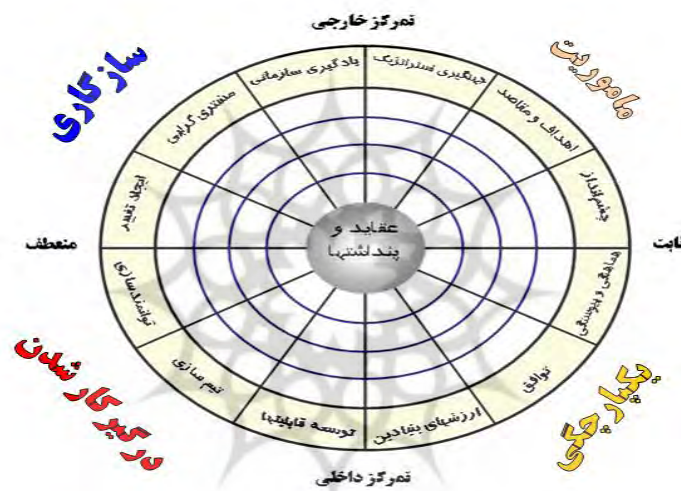 تمرکز خارجی
سازگاری
ماموریت
یادگیری سازمانی
جهتگیری استراتژیک
مشتری گرایی
اهداف و مقاصد
ایجاد تغییر
چشم‌انداز
عقاید و
پنداشتها
منعطف
ثابت
توانمندسازی
هماهنگی و پیوستگی
تیم سازی
توافق
توسعه قابلیتها
ارزشهای بنیادین
درگیر کار شدن
یکپارچگی
تمرکز داخلی